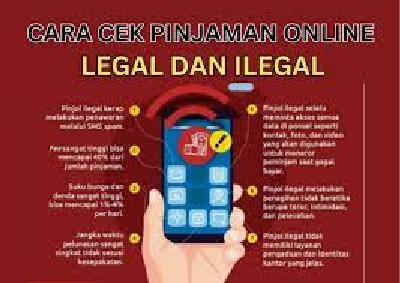 CARA CEK PINJAMAN ONLINE
LEGAL DAN ILEGAL
Pinjol ilegal kerap
melakukan penawaran
melalui SMS spam.
Persangat tinggi bisa
mencapai 40% dari
jumlah pinjaman.
Suku bunga dan
denda sangat tinggi,
bisa mencapai 1%-4%
per hari.
Jangka waktu
pelunasan sangat
singkat tidak sesuai
kesepakatan.
Pinjol ilegal selalu
meminta akses semua
data di ponsel seperti
kontak, foto, dan video
yang akan digunakan
untuk meneror
peminjam saat gagal
bayar.
Pinjol ilegal melakukan
penagihan tidak beretika
berupa teror, intimidasi,
dan pelecehan.
Pinjol ilegal tidak
memiliki layanan
pengaduan dan identitas
kantor yang jelas.